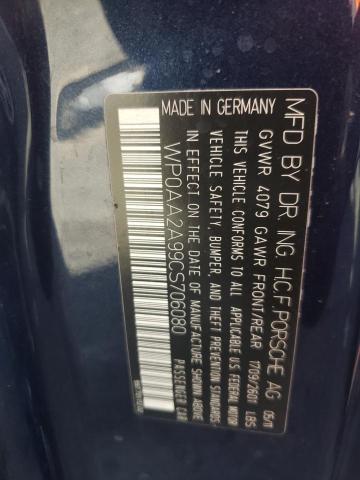 MFD BY DR. ING. H.C.F. PORSCHE AG 05/11
GVWR 4079 GAWR FRONT/REAR 1709/2601 LBS
THIS VEHICLE CONFORMS TO ALL APPLICABLE U.S. FEDERAL MOTOR
VEHICLE SAFETY, BUMPER, AND THEFT PREVENTION STANDARDS
IN EFFECT ON THE DATE OF MANUFACTURE SHOWN ABOVE
WP0AA2A99CS706080 PASSENGER CAR
MADE IN GERMANY